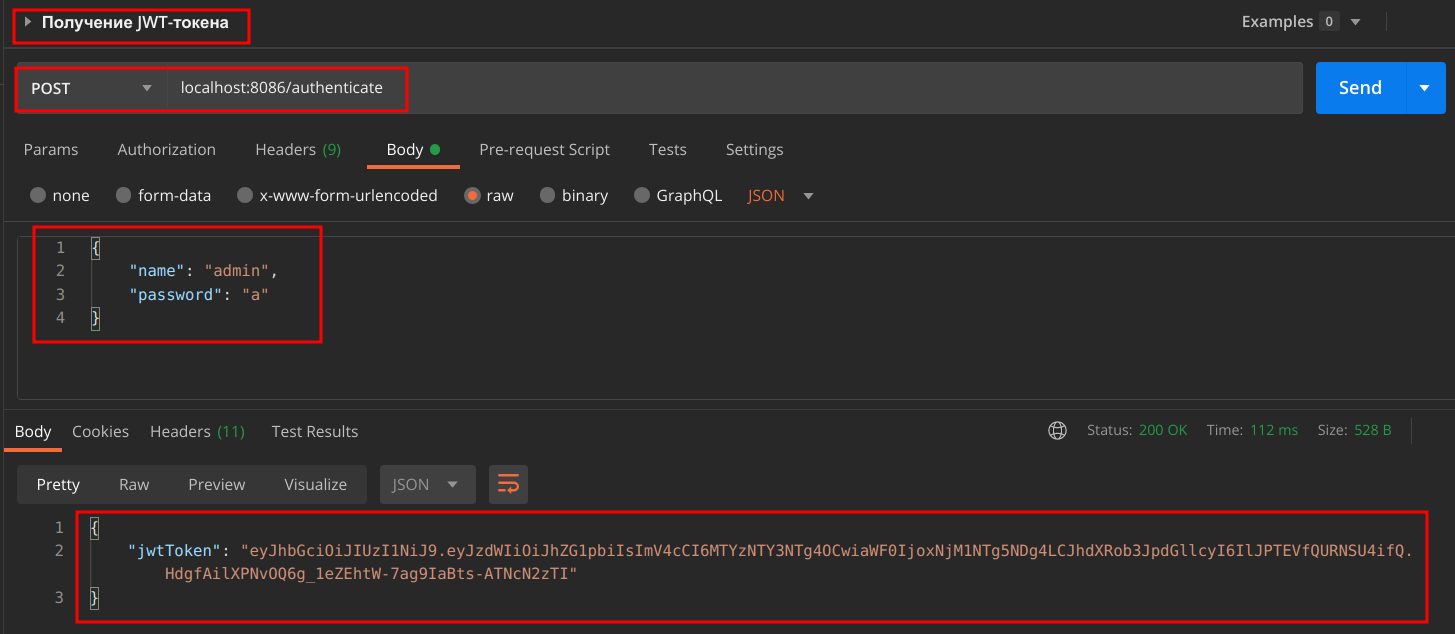 Получение JWT-токена
Examples 0
POST localhost:8086/authenticate Send
Params Authorization Headers (9) Body Pre-request Script Tests Settings
none form-data x-www-form-urlencoded raw binary GraphQL JSON
1 {
2 "name": "admin",
3 "password": "a"
4 }
Body Cookies Headers (11) Test Results Status: 200 OK Time: 112 ms Size: 528 B
Pretty Raw Preview Visualize JSON
1 {
2 "jwtToken": "eyJhbGciOiJIUzI1NiJ9.eyJzdWIiOiJhZG1pbiIsImV4cCI6MTYzNTY3NTg4OCwiaWF0IjoxNjM1NTg5NDg4LCJhdXRob3JpdGllcyI6IlJPTEVfQURNSU4ifQ.
HdgfAilXPNvOQ6g_1eZEhtW-7ag9IaBts-ATNcN2zTI"
3 }